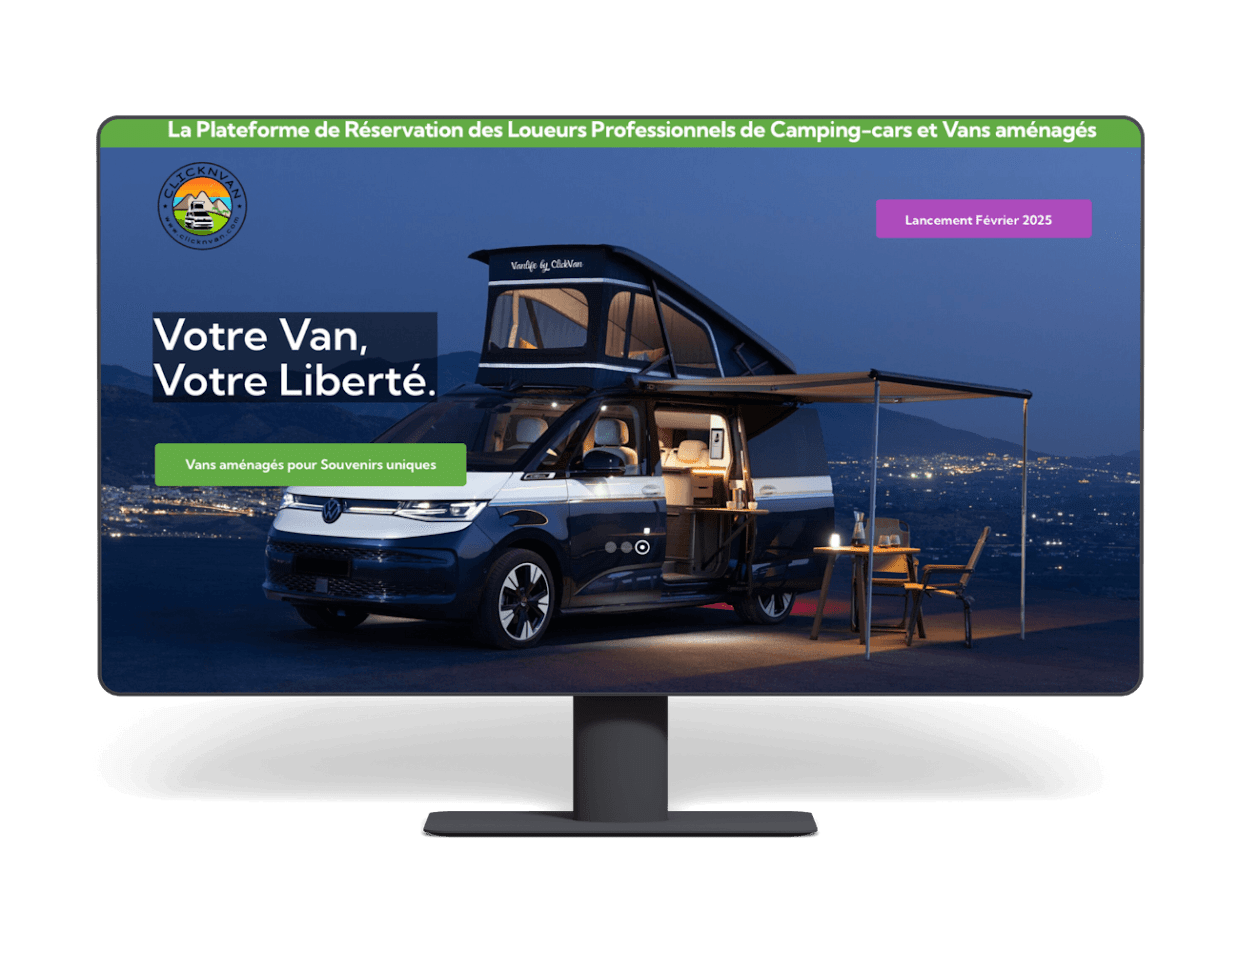 La Plateforme de Réservation des Loueurs Professionnels de Camping-cars et Vans aménagés
CLICKNVAN
www.clicknvan.com
Lancement Février 2025
Vanlife by ClickVan
Votre Van,
Votre Liberté.
Vans aménagés pour Souvenirs uniques